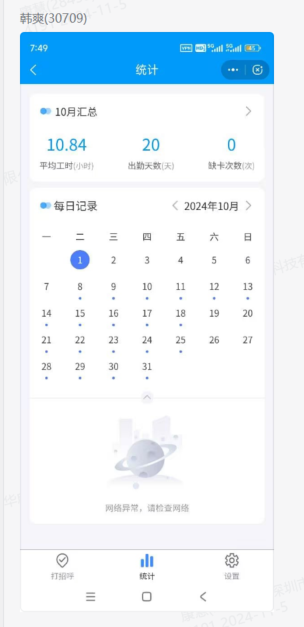 韩爽(30709)
7:49
统计
10月汇总
10.84 20 0
平均工时(小时) 出勤天数(天) 缺卡次数(次)
每日记录 2024年10月
一 二 三 四 五 六 日
1 2 3 4 5 6
7 8 9 10 11 12 13
14 15 16 17 18 19 20
21 22 23 24 25 26 27
28 29 30 31
网络异常，请检查网络
打招呼 统计 设置